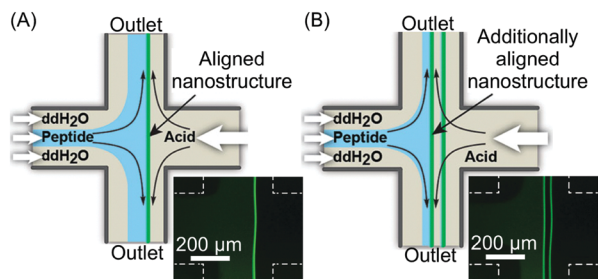 (A)
Outlet
Aligned
nanostructure
ddH2O
Peptide
ddH2O
Acid
Outlet
200 µm
(B)
Outlet
Additionally
aligned
nanostructure
ddH2O
Peptide
ddH2O
Acid
Outlet
200 µm